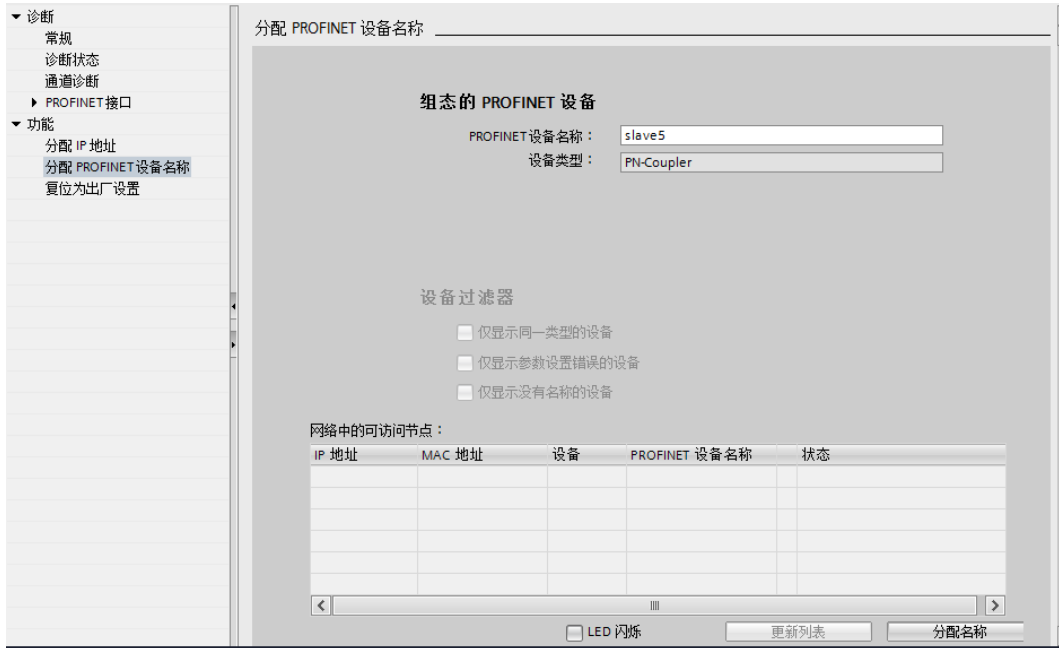 诊断
常规
诊断状态
通道诊断
PROFINET接口
功能
分配 IP 地址
分配 PROFINET设备名称
复位为出厂设置
分配 PROFINET 设备名称
组态的 PROFINET 设备
PROFINET设备名称： slave5
设备类型： PN-Coupler
设备过滤器
仅显示同一类型的设备
仅显示参数设置错误的设备
仅显示没有名称的设备
网络中的可访问节点：
IP 地址 MAC 地址 设备 PROFINET 设备名称 状态
LED 闪烁 更新列表 分配名称